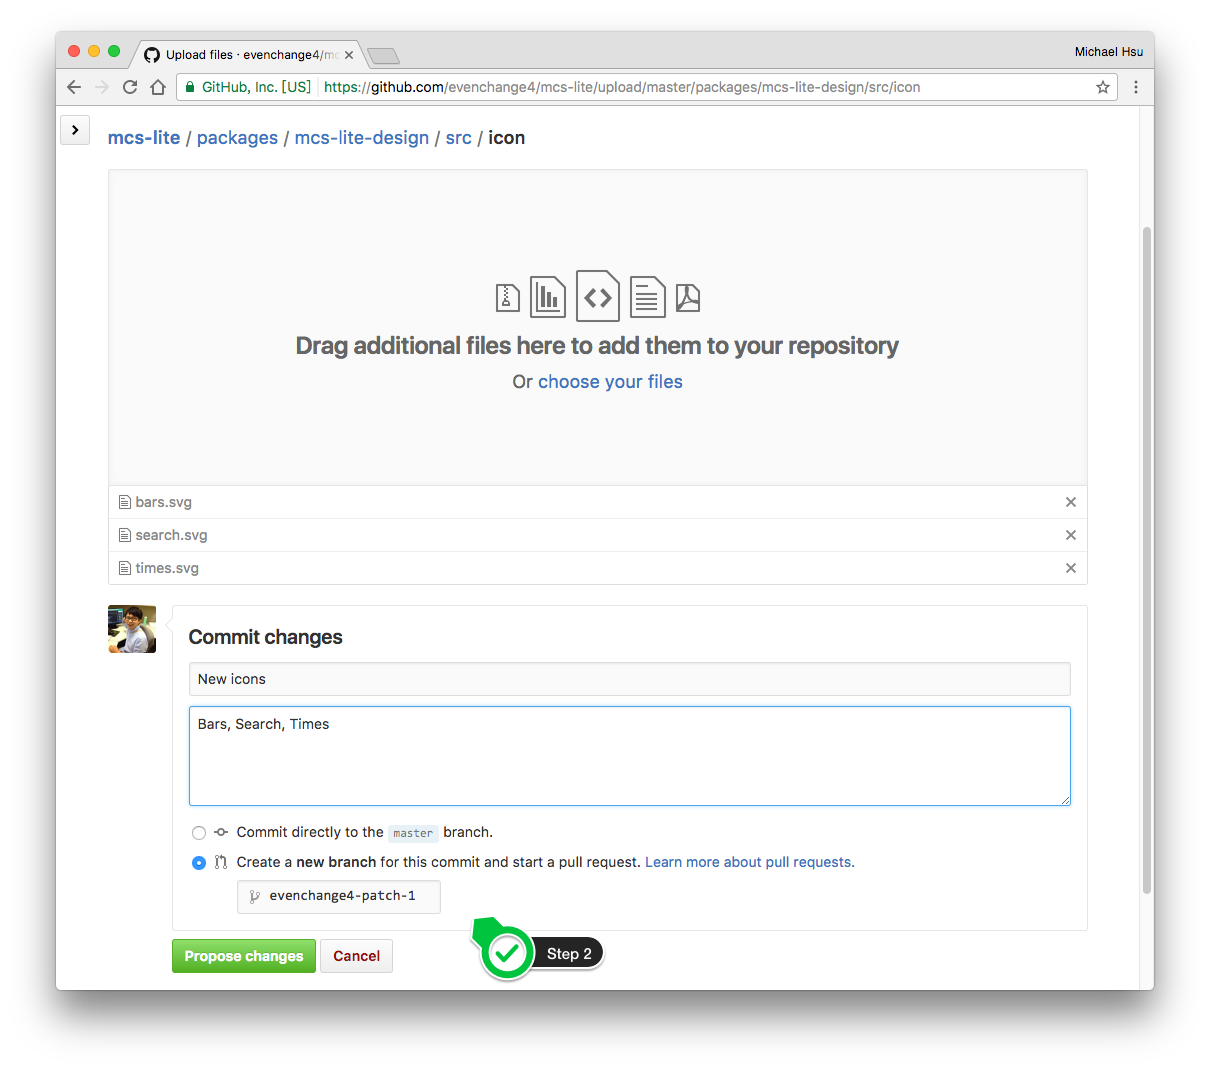 Upload files · evenchange4/mc
Michael Hsu
GitHub, Inc. [US]
https://github.com/evenchange4/mcs-lite/upload/master/packages/mcs-lite-design/src/icon
mcs-lite / packages / mcs-lite-design / src / icon
Drag additional files here to add them to your repository
Or choose your files
bars.svg
search.svg
times.svg
Commit changes
New icons
Bars, Search, Times
Commit directly to the master branch.
Create a new branch for this commit and start a pull request. Learn more about pull requests.
evenchange4-patch-1
Propose changes
Cancel
Step 2